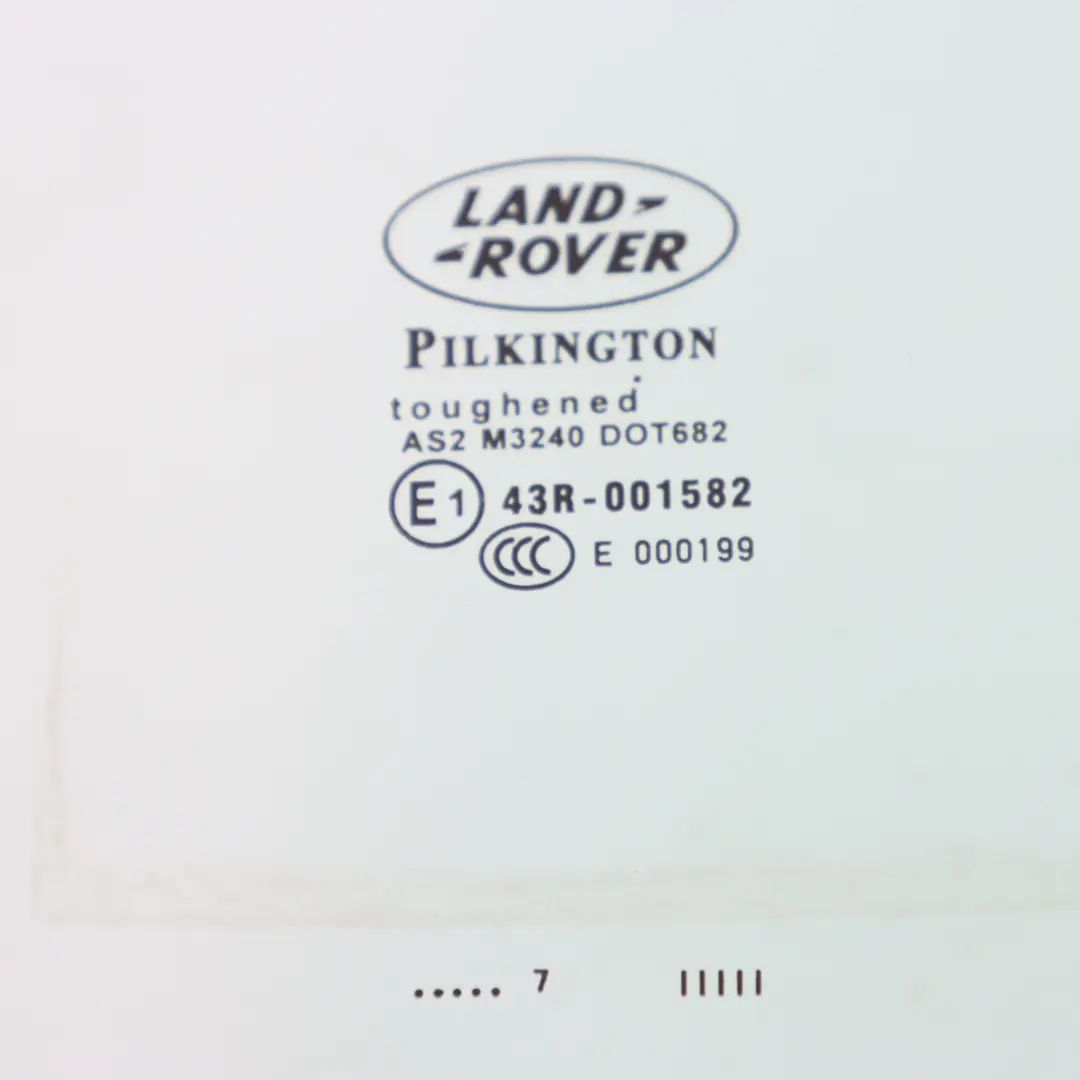 LAND-
-ROVER
PILKINGTON
toughened
AS2 M3240 DOT682
E1 43R-001582
CCC E 000199
..... 7 IIIII